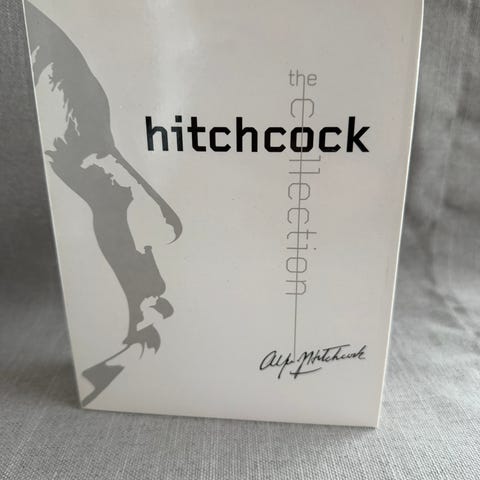 the
hitchcock
collection
Alfred Hitchcock